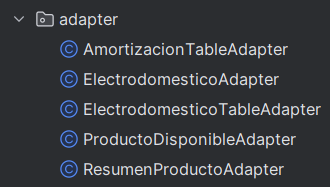 adapter
AmortizacionTableAdapter
ElectrodomesticoAdapter
ElectrodomesticoTableAdapter
ProductoDisponibleAdapter
ResumenProductoAdapter